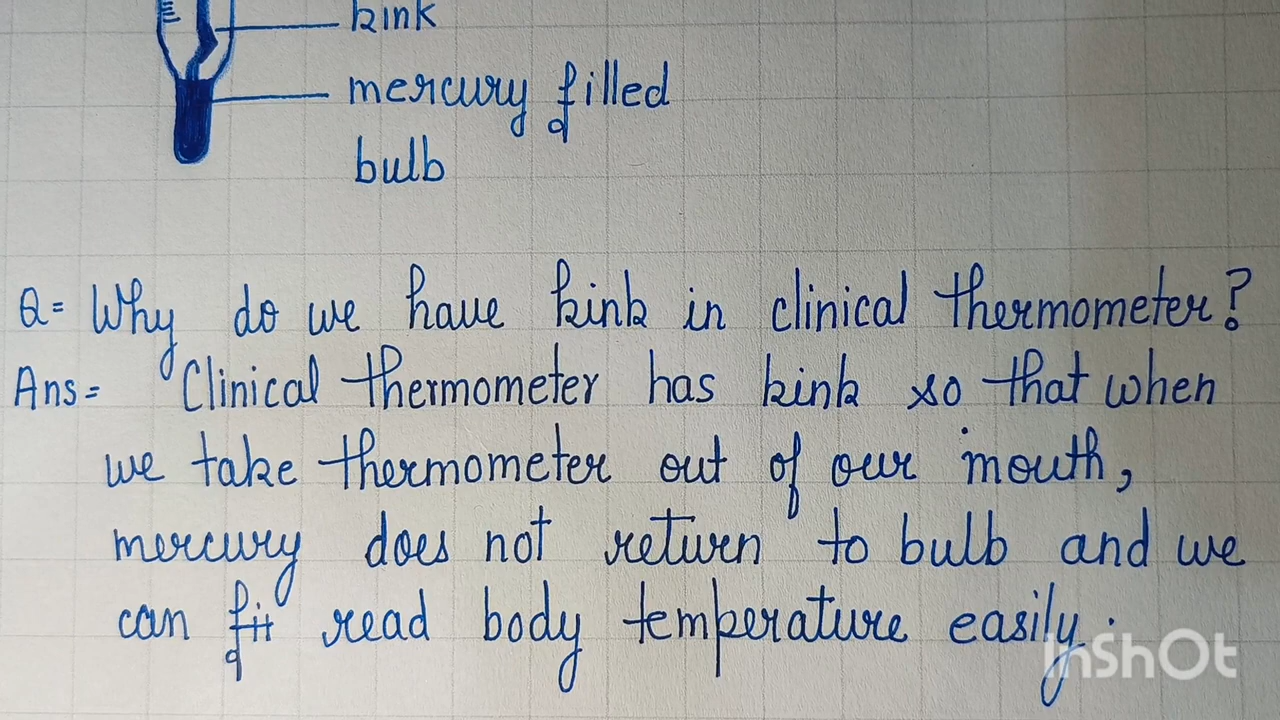 kink
mercury filled
bulb
Q= Why do we have kink in clinical thermometer?
Ans= Clinical thermometer has kink so that when
we take thermometer out of our mouth,
mercury does not return to bulb and we
can fit read body temperature easily.
InShOt